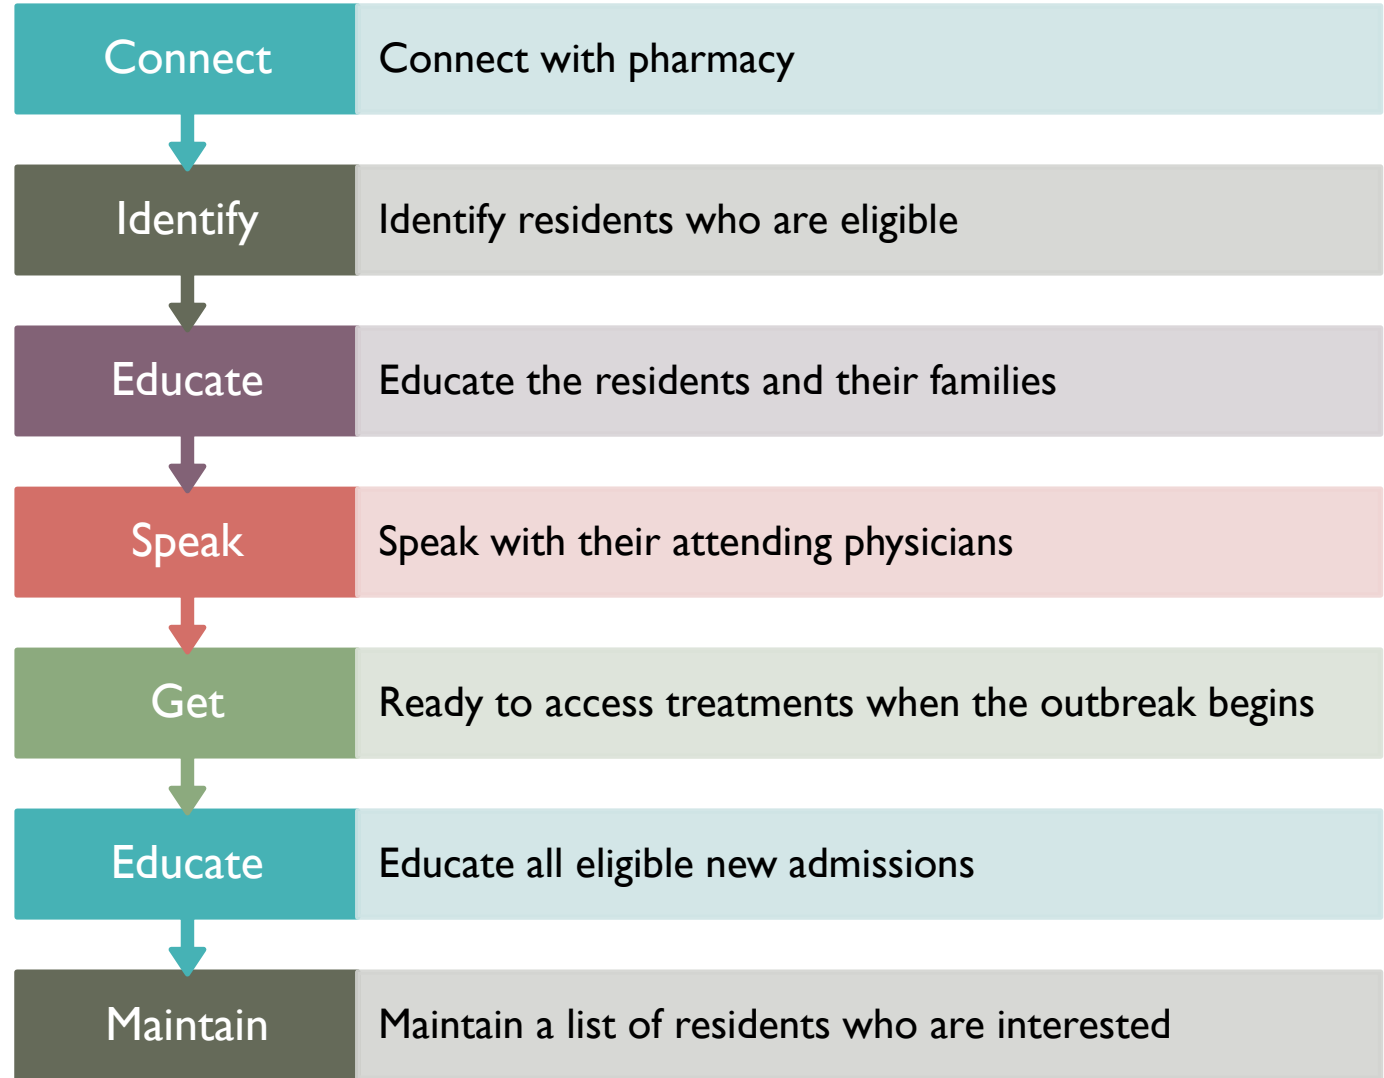 Connect
Connect with pharmacy
Identify
Identify residents who are eligible
Educate
Educate the residents and their families
Speak
Speak with their attending physicians
Get
Ready to access treatments when the outbreak begins
Educate
Educate all eligible new admissions
Maintain
Maintain a list of residents who are interested